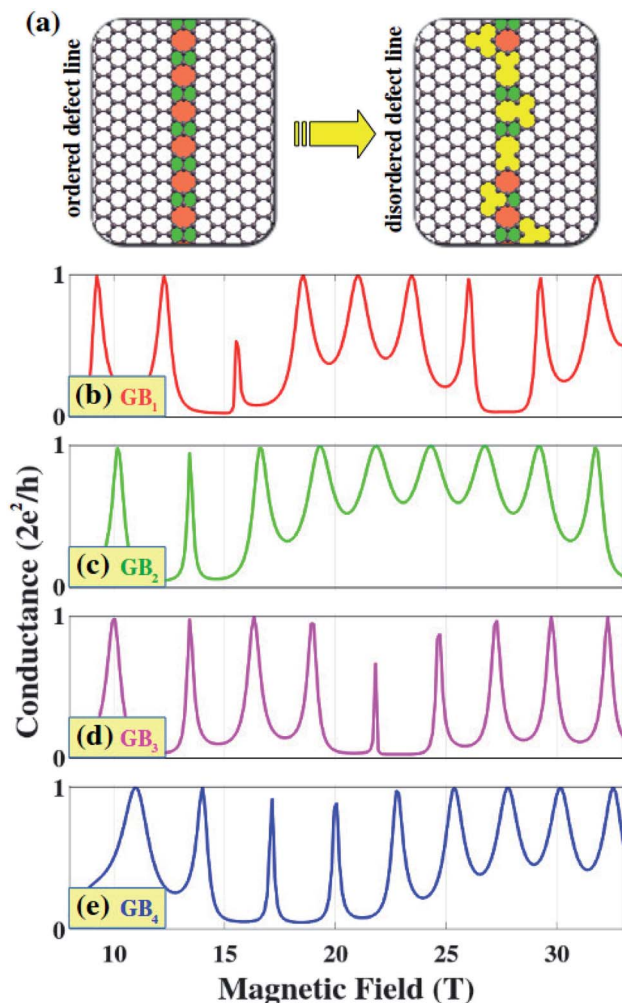 (a)
ordered defect line
disordered defect line
1
(b) GB₁
0
1
(c) GB₂
0
1
(d) GB₃
0
1
(e) GB₄
0
Conductance (2e²/h)
10 15 20 25 30
Magnetic Field (T)